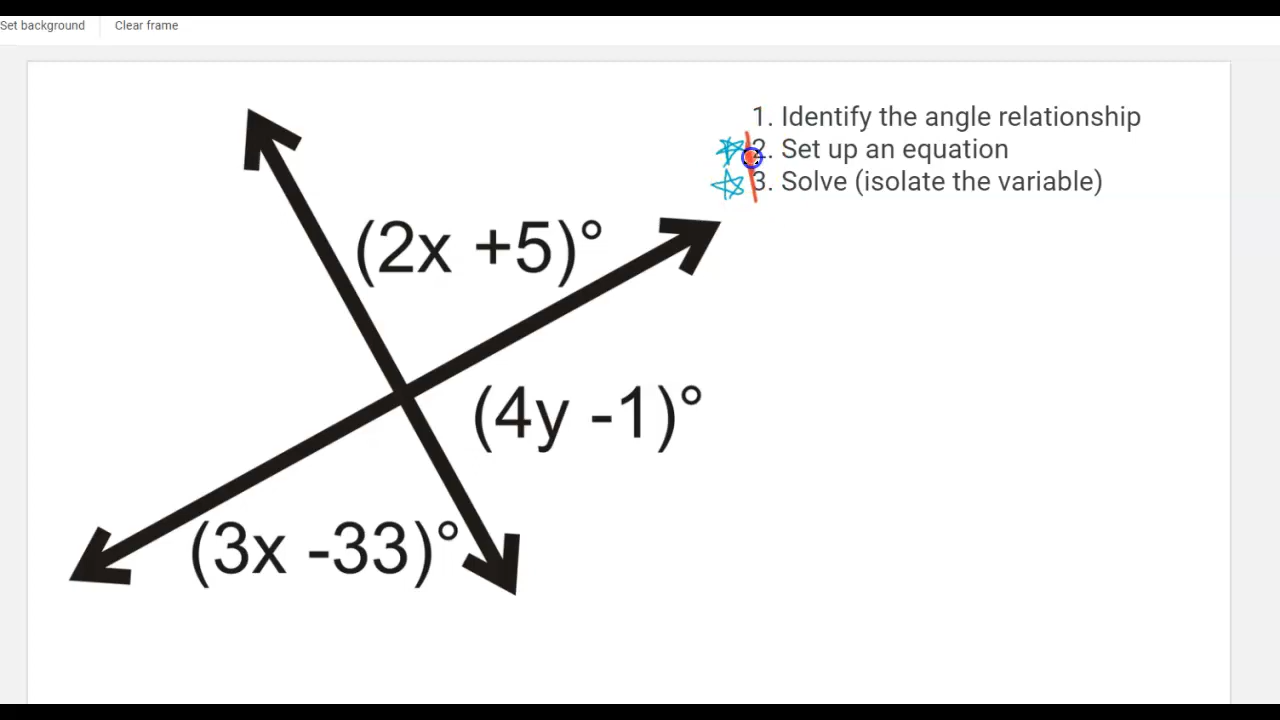 Set background Clear frame
1. Identify the angle relationship
2. Set up an equation
3. Solve (isolate the variable)
(2x +5)°
(4y -1)°
(3x -33)°